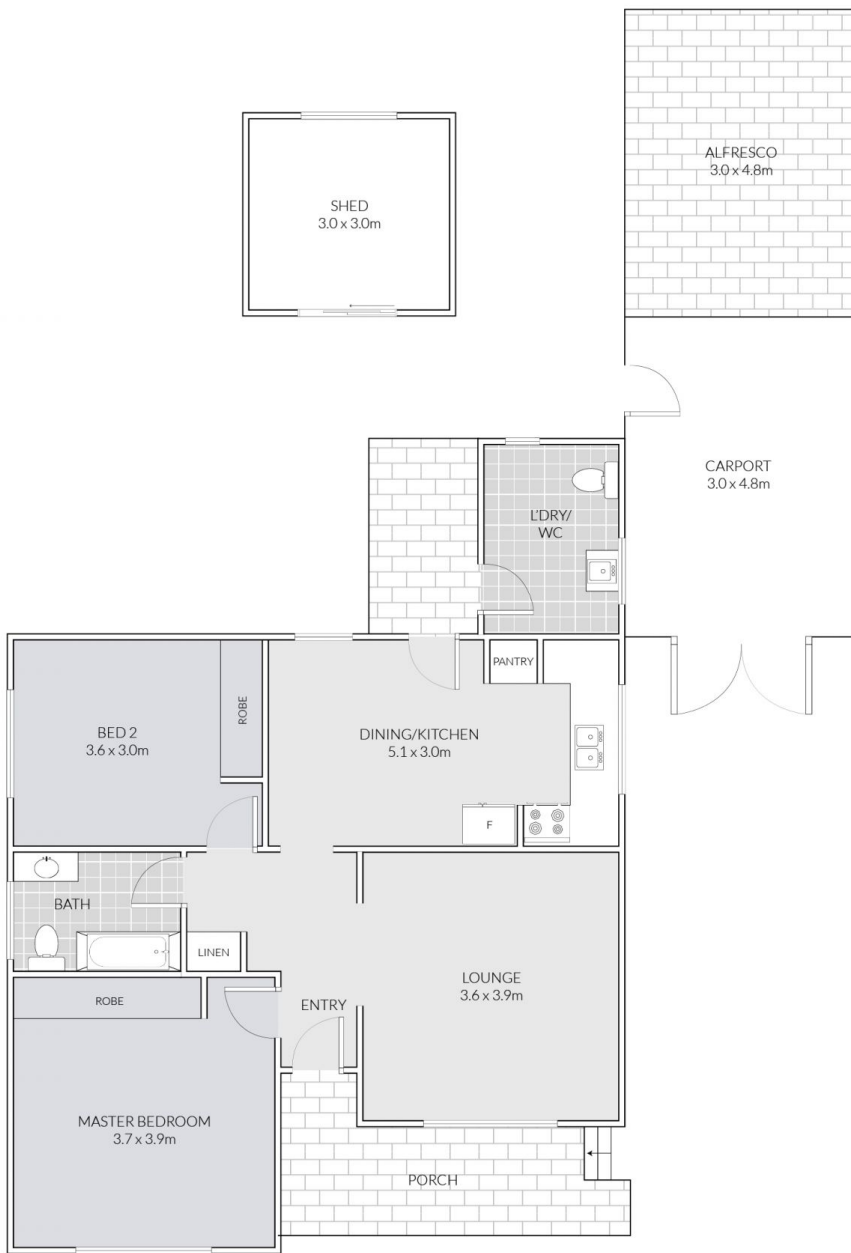 ALFRESCO
3.0 x 4.8m
SHED
3.0 x 3.0m
CARPORT
3.0 x 4.8m
L'DRY/
WC
PANTRY
ROBE
BED 2
3.6 x 3.0m
DINING/KITCHEN
5.1 x 3.0m
F
BATH
LINEN
LOUNGE
3.6 x 3.9m
ROBE
ENTRY
MASTER BEDROOM
3.7 x 3.9m
PORCH